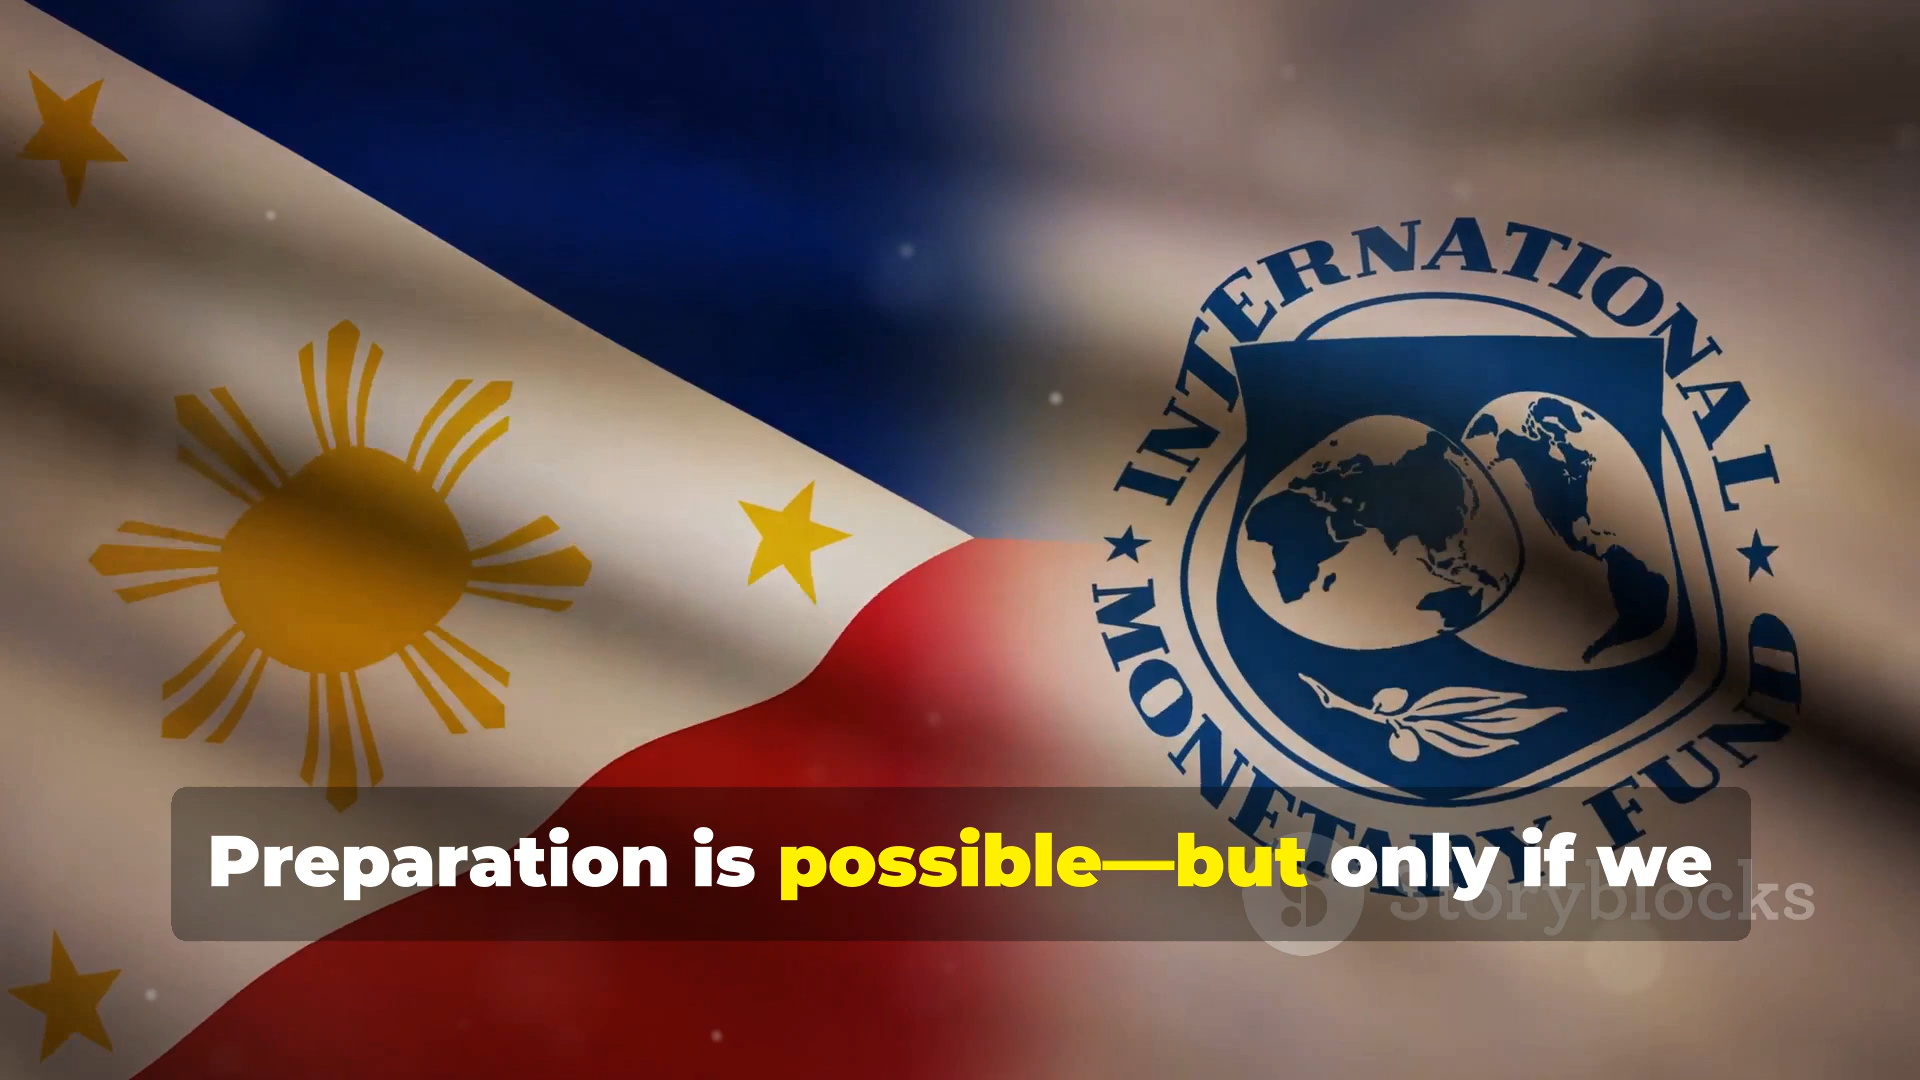 INTERNATIONAL
MONETARY FUND
Preparation is possible—but only if we
Storyblocks